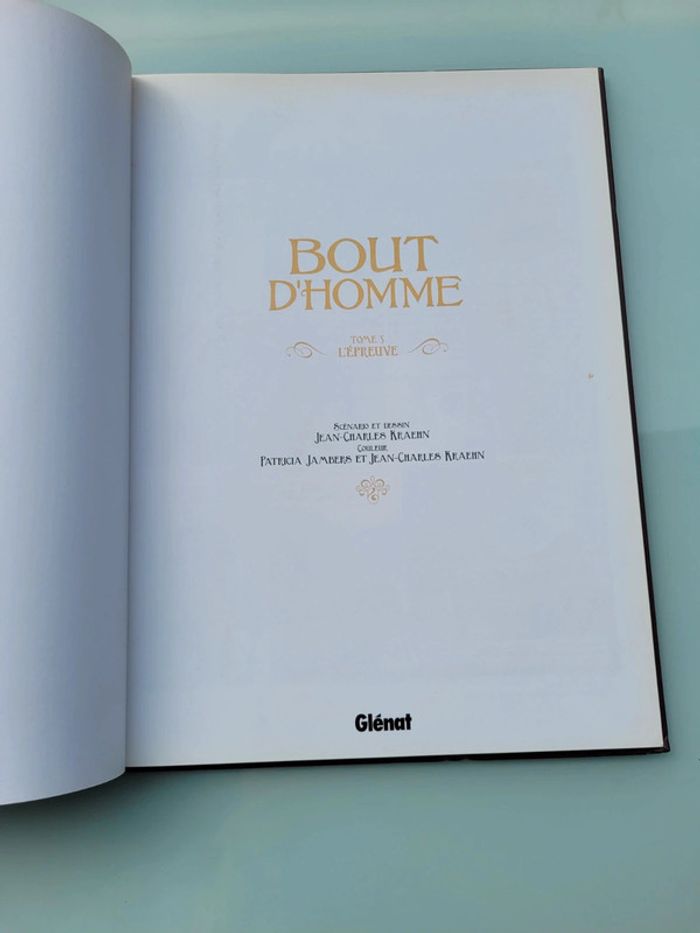 BOUT
D'HOMME
TOME 5
L'ÉPREUVE
SCÉNARIO ET DESSIN
JEAN-CHARLES KRAEHN
COULEUR
PATRICIA JAMBERS ET JEAN-CHARLES KRAEHN
Glénat